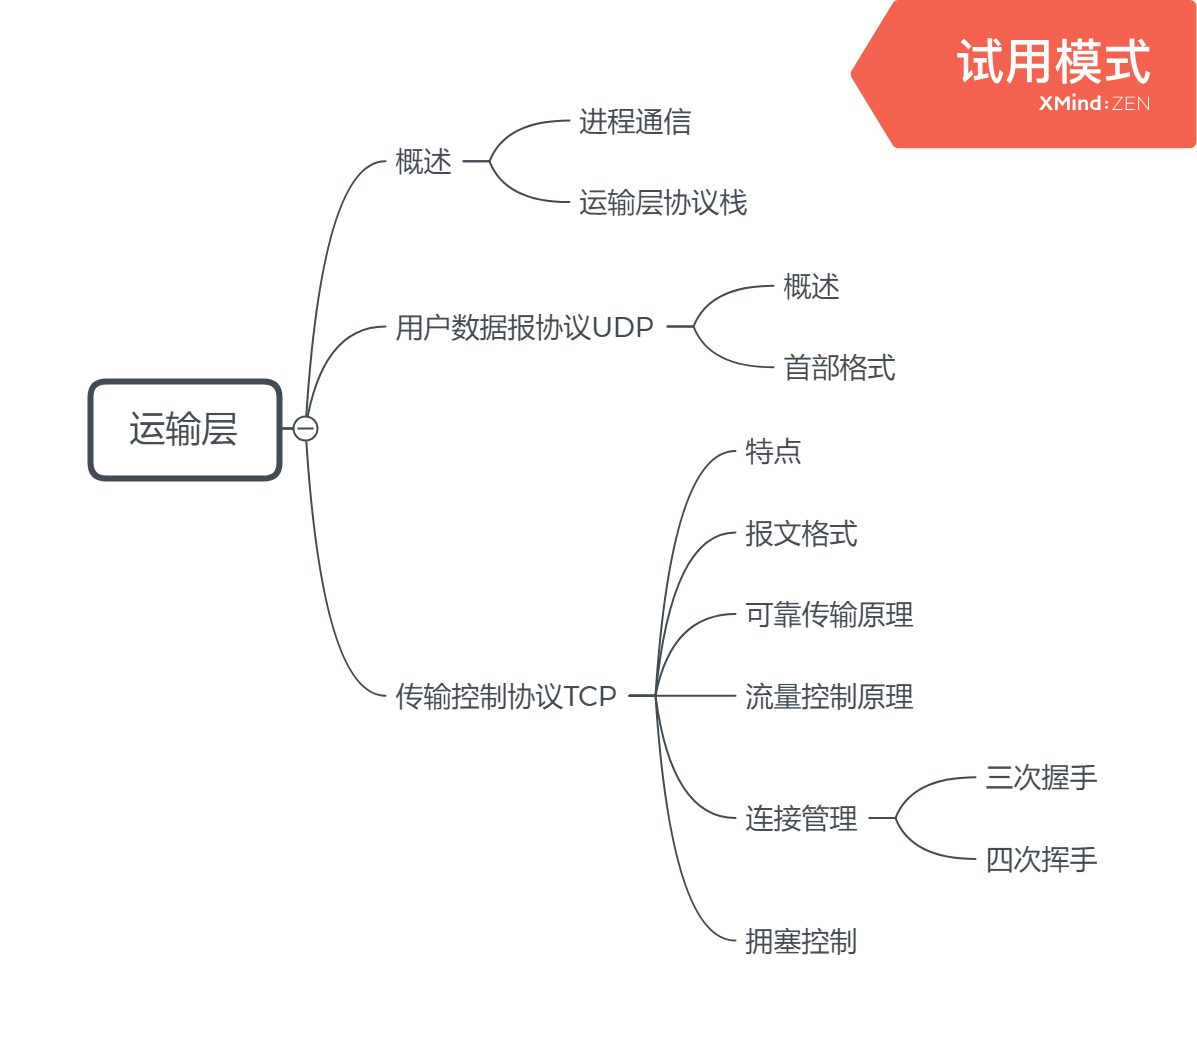 试用模式
XMind:ZEN
运输层
概述
进程通信
运输层协议栈
用户数据报协议UDP
概述
首部格式
传输控制协议TCP
特点
报文格式
可靠传输原理
流量控制原理
连接管理
三次握手
四次挥手
拥塞控制